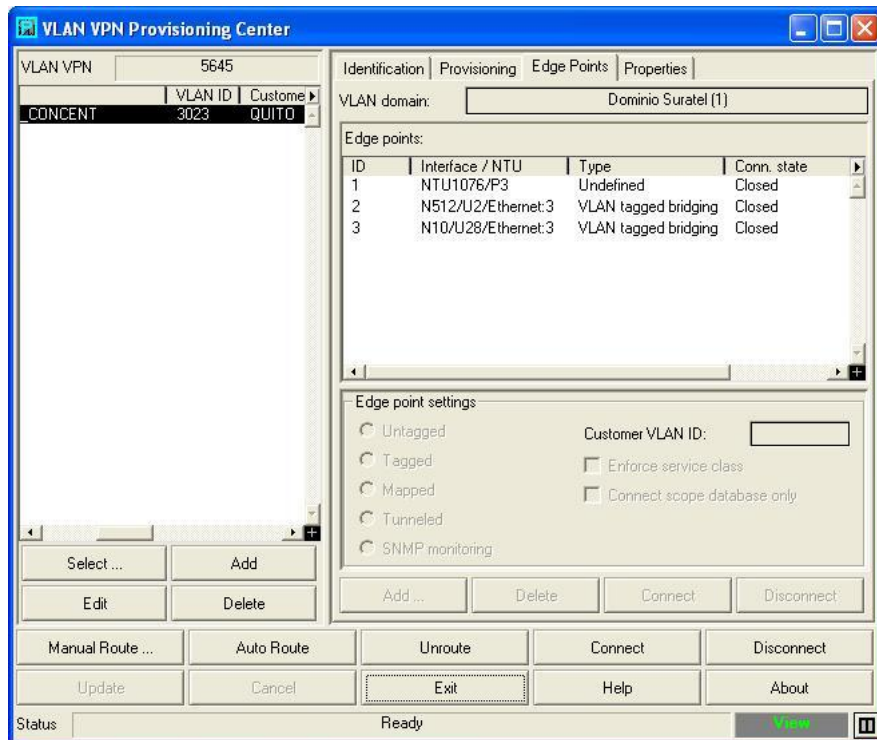 VLAN VPN Provisioning Center
VLAN VPN 5645
VLAN ID Custome
_CONCENT 3023 QUITO
Select ... Add
Edit Delete
Identification Provisioning Edge Points Properties
VLAN domain: Dominio Suratel (1)
Edge points:
ID Interface / NTU Type Conn. state
1 NTU1076/P3 Undefined Closed
2 N512/U2/Ethernet:3 VLAN tagged bridging Closed
3 N10/U28/Ethernet:3 VLAN tagged bridging Closed
Edge point settings
Untagged
Tagged
Mapped
Tunneled
SNMP monitoring
Customer VLAN ID:
Enforce service class
Connect scope database only
Add ... Delete Connect Disconnect
Manual Route ... Auto Route Unroute Connect Disconnect
Update Cancel Exit Help About
Status Ready View